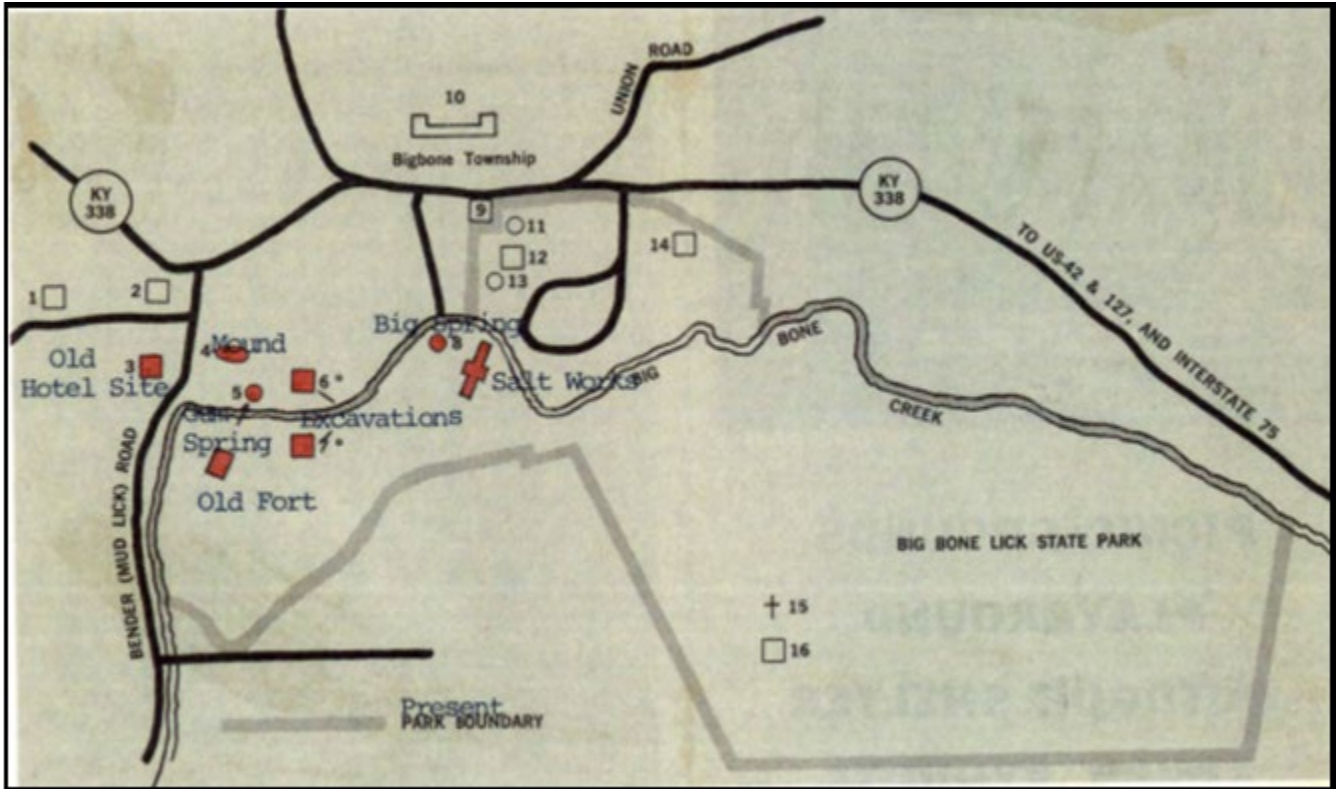 ROAD
UNION
10
Bigbone Township
KY
338
KY
338
9
11
12
13
14
TO US-42 & 127, AND INTERSTATE 75
1
2
Big Spring
8
BONE
Old
Hotel Site
3
4
Mound
5
6*
Salt Works
BIG
CREEK
Gum
Spring
Excavations
7*
Old Fort
BENDER (MUD LICK) ROAD
BIG BONE LICK STATE PARK
15
16
Present
PARK BOUNDARY